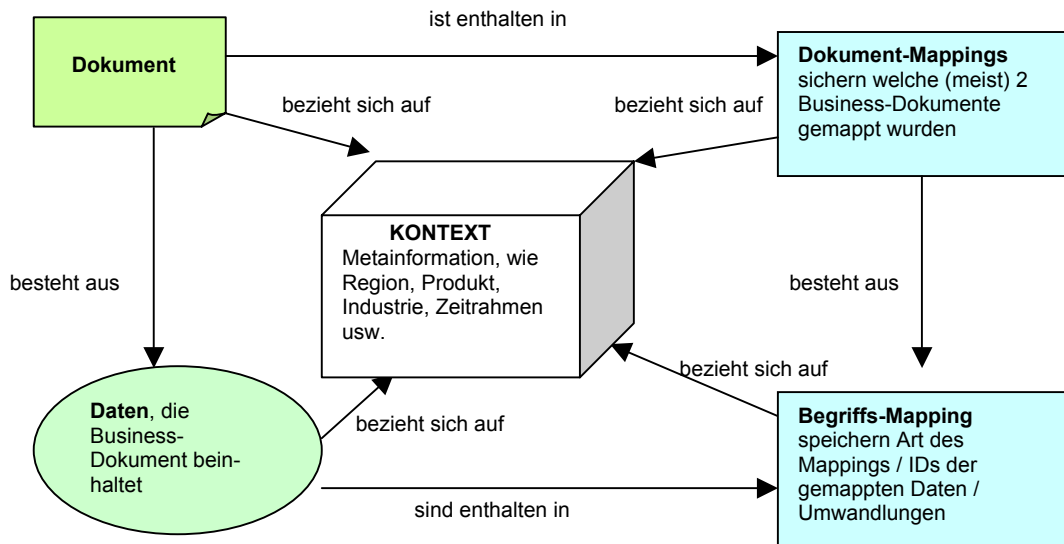 ist enthalten in
Dokument
Dokument-Mappings
sichern welche (meist) 2
Business-Dokumente
gemappt wurden
bezieht sich auf
bezieht sich auf
KONTEXT
Metainformation, wie
Region, Produkt,
Industrie, Zeitrahmen
usw.
besteht aus
besteht aus
bezieht sich auf
Daten, die
Business-
Dokument bein-
haltet
bezieht sich auf
Begriffs-Mapping
speichern Art des
Mappings / IDs der
gemappten Daten /
Umwandlungen
sind enthalten in